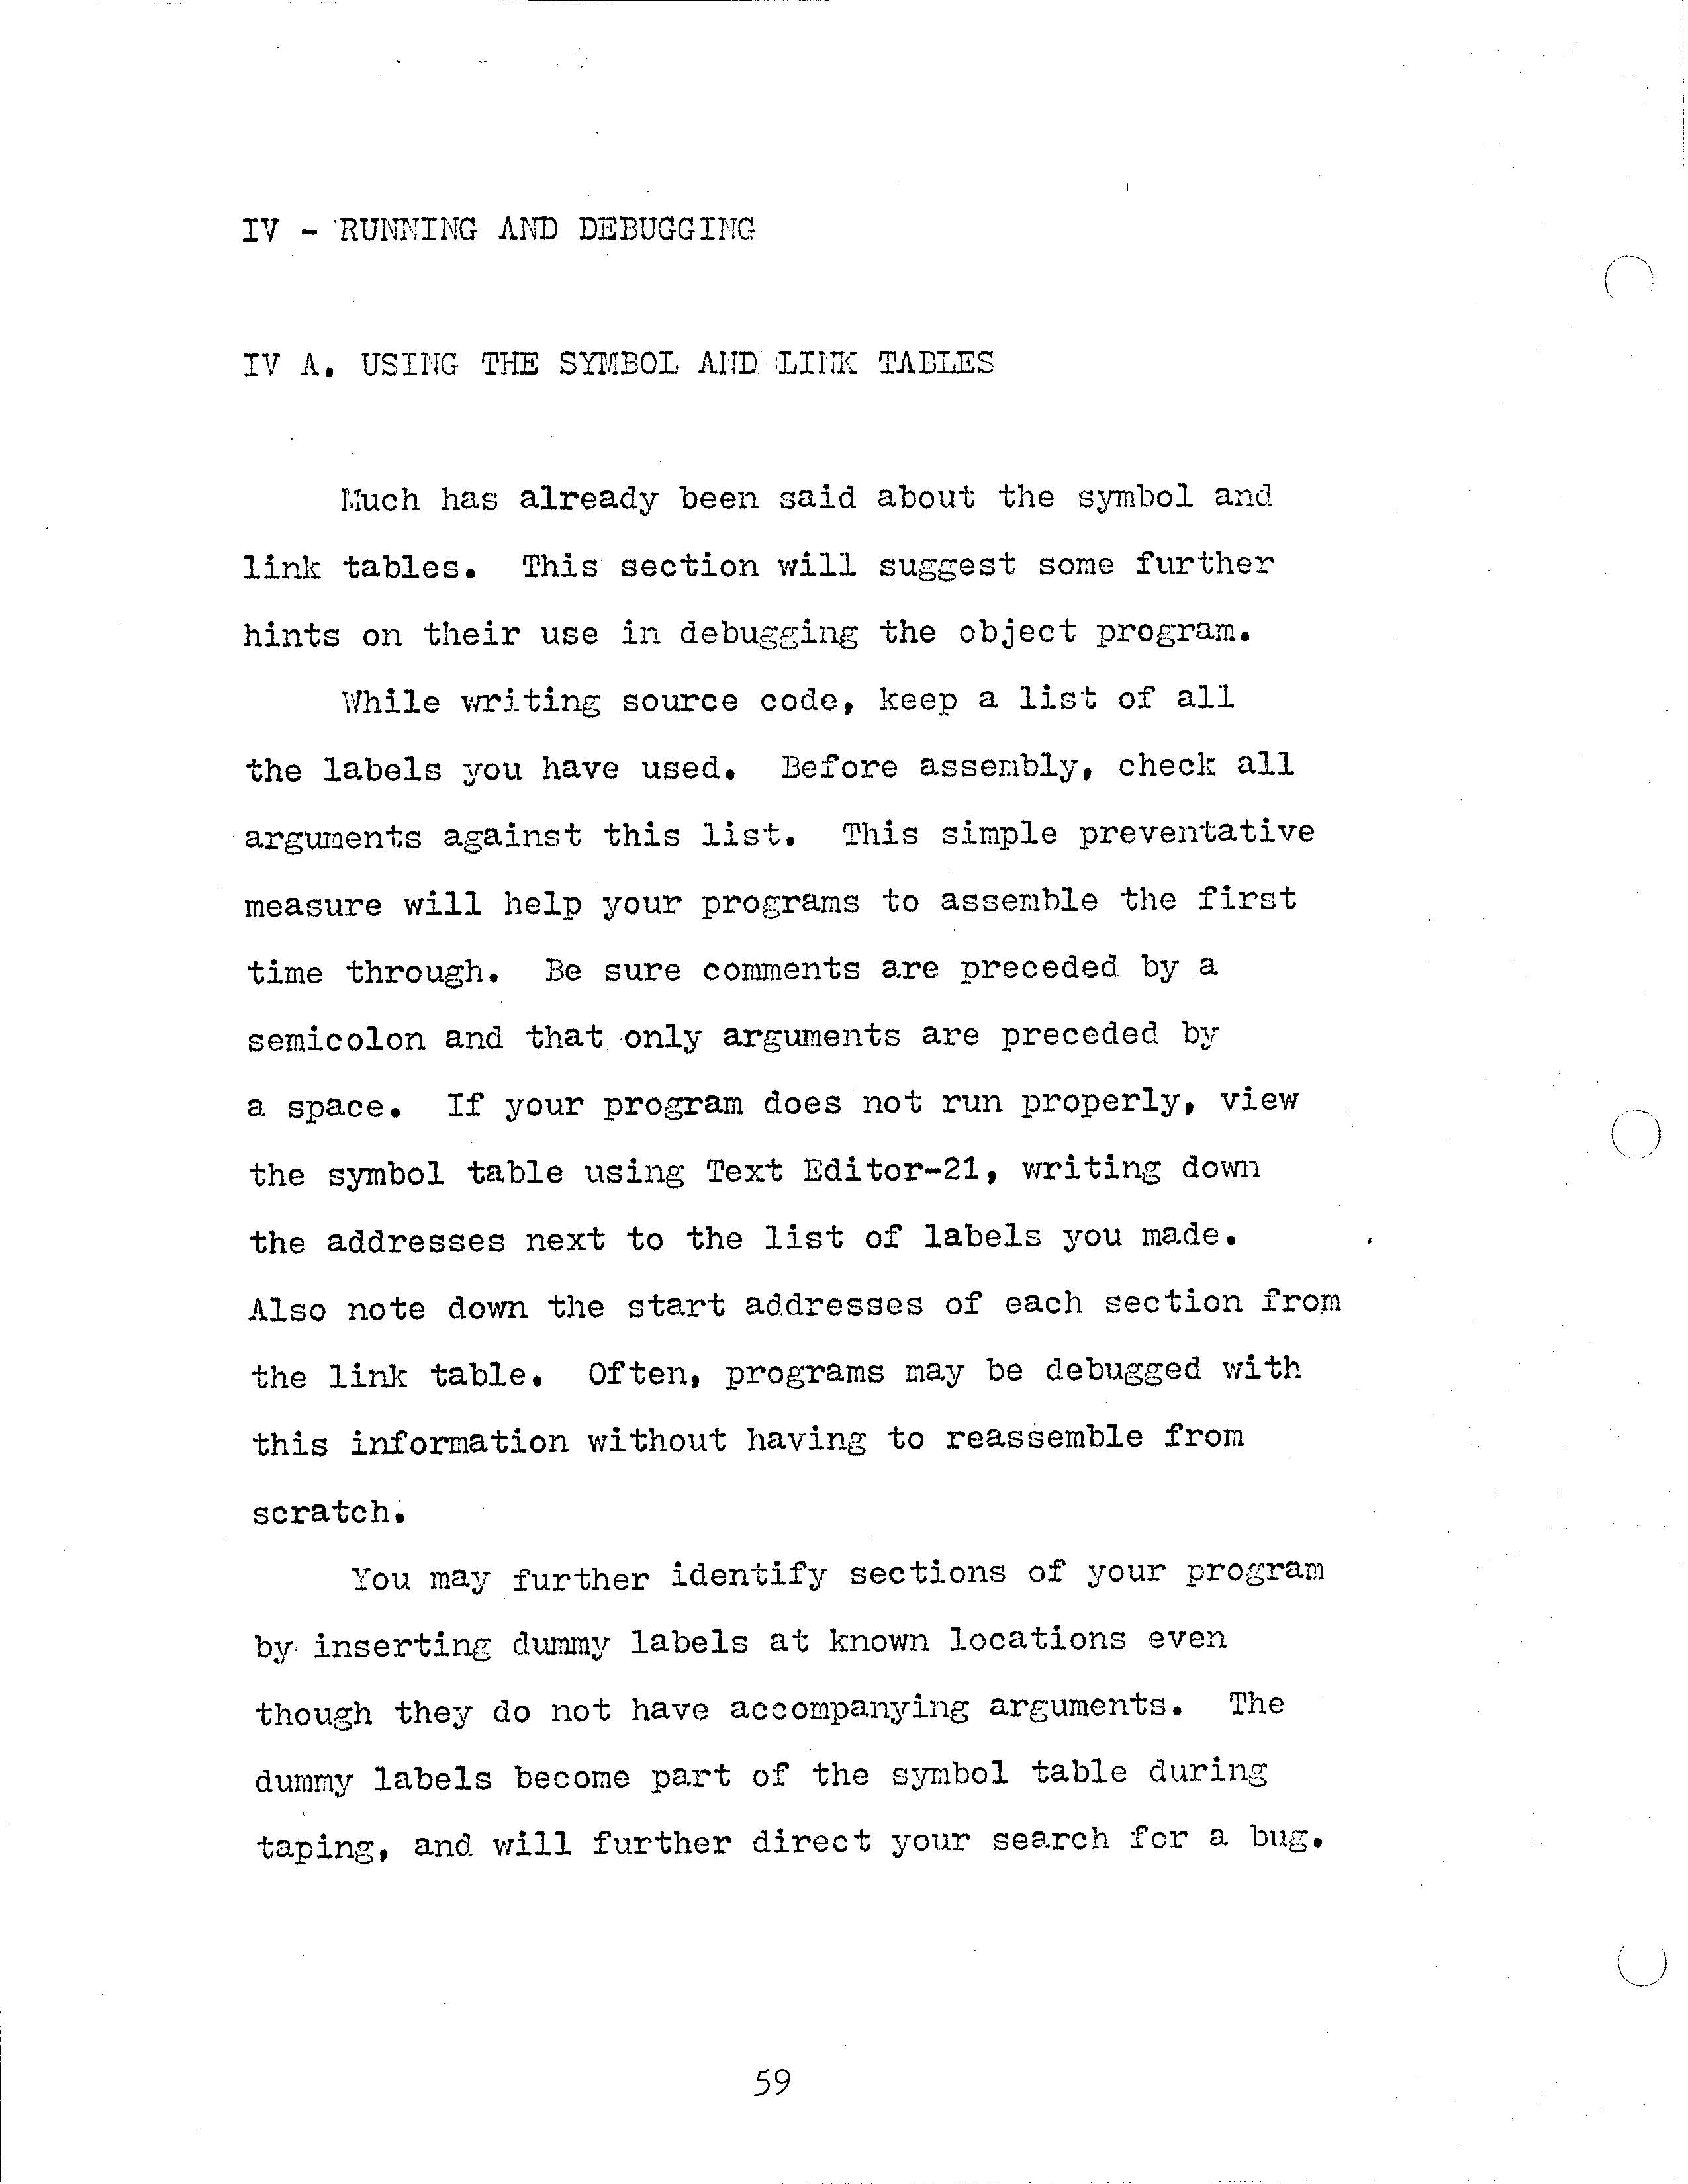 IV - RUNNING AND DEBUGGING
IV A. USING THE SYMBOL AND LINK TABLES
Much has already been said about the symbol and
link tables. This section will suggest some further
hints on their use in debugging the object program.
While writing source code, keep a list of all
the labels you have used. Before assembly, check all
arguments against this list. This simple preventative
measure will help your programs to assemble the first
time through. Be sure comments are preceded by a
semicolon and that only arguments are preceded by
a space. If your program does not run properly, view
the symbol table using Text Editor-21, writing down
the addresses next to the list of labels you made.
Also note down the start addresses of each section from
the link table. Often, programs may be debugged with
this information without having to reassemble from
scratch.
You may further identify sections of your program
by inserting dummy labels at known locations even
though they do not have accompanying arguments. The
dummy labels become part of the symbol table during
taping, and will further direct your search for a bug.
59